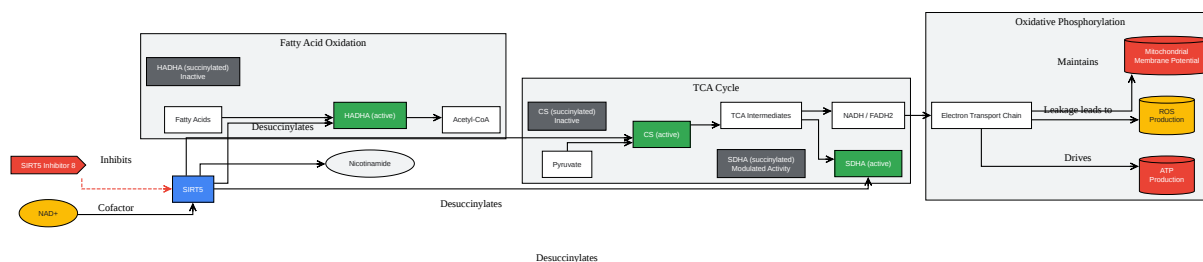 Oxidative Phosphorylation
Fatty Acid Oxidation
Mitochondrial
Membrane Potential
Maintains
HADHA (succinylated)
Inactive
TCA Cycle
Fatty Acids
HADHA (active)
Acetyl-CoA
CS (succinylated)
Inactive
TCA Intermediates
NADH / FADH2
Electron Transport Chain
Leakage leads to
ROS
Production
Desuccinylates
CS (active)
SIRT5 Inhibitor 8
Inhibits
Nicotinamide
Pyruvate
SDHA (succinylated)
Modulated Activity
SDHA (active)
Drives
ATP
Production
SIRT5
NAD+
Cofactor
Desuccinylates
Desuccinylates